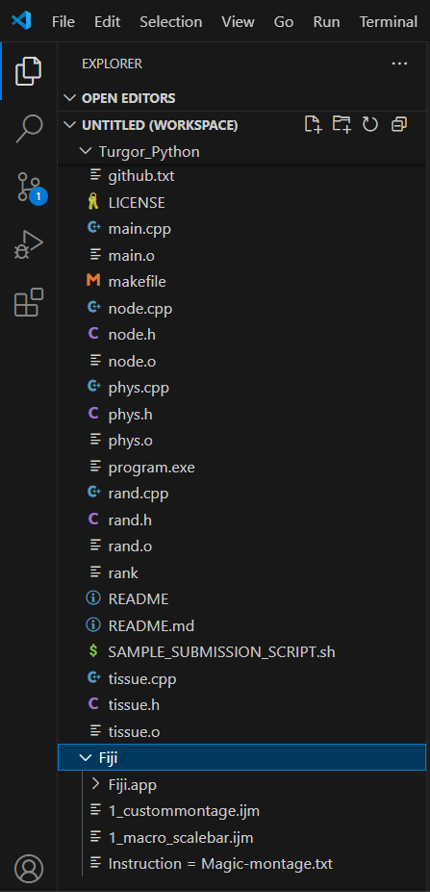 File Edit Selection View Go Run Terminal
EXPLORER
OPEN EDITORS
UNTITLED (WORKSPACE)
Turgor_Python
github.txt
LICENSE
main.cpp
main.o
makefile
node.cpp
node.h
node.o
phys.cpp
phys.h
phys.o
program.exe
rand.cpp
rand.h
rand.o
rank
README
README.md
SAMPLE_SUBMISSION_SCRIPT.sh
tissue.cpp
tissue.h
tissue.o
Fiji
Fiji.app
1_custommontage.ijm
1_macro_scalebar.ijm
Instruction = Magic-montage.txt
1